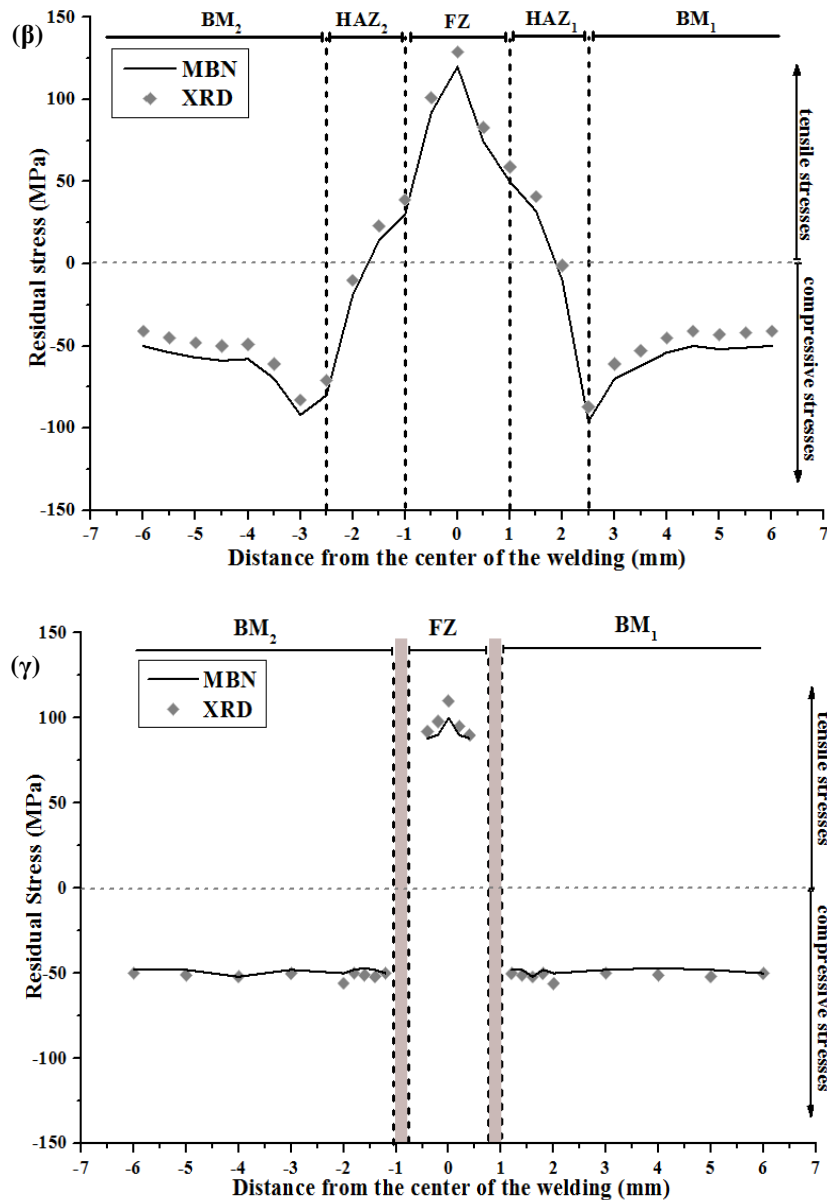 (β)
BM₂ HAZ₂ FZ HAZ₁ BM₁
MBN
XRD
Residual stress (MPa)
150
100
50
0
-50
-100
-150
tensile stresses
compressive stresses
-7 -6 -5 -4 -3 -2 -1 0 1 2 3 4 5 6 7
Distance from the center of the welding (mm)
(γ)
BM₂ FZ BM₁
MBN
XRD
Residual Stress (MPa)
150
100
50
0
-50
-100
-150
tensile stresses
compressive stresses
-7 -6 -5 -4 -3 -2 -1 0 1 2 3 4 5 6 7
Distance from the center of the welding (mm)